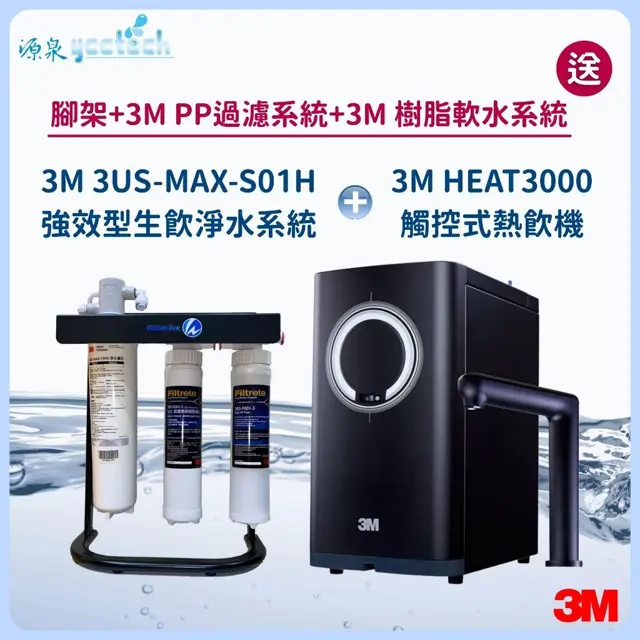 源泉 ycctech
送
腳架+3M PP過濾系統+3M 樹脂軟水系統
3M 3US-MAX-S01H
強效型生飲淨水系統
+
3M HEAT3000
觸控式熱飲機
3M
Filtrete
Filtrete
3M
3M